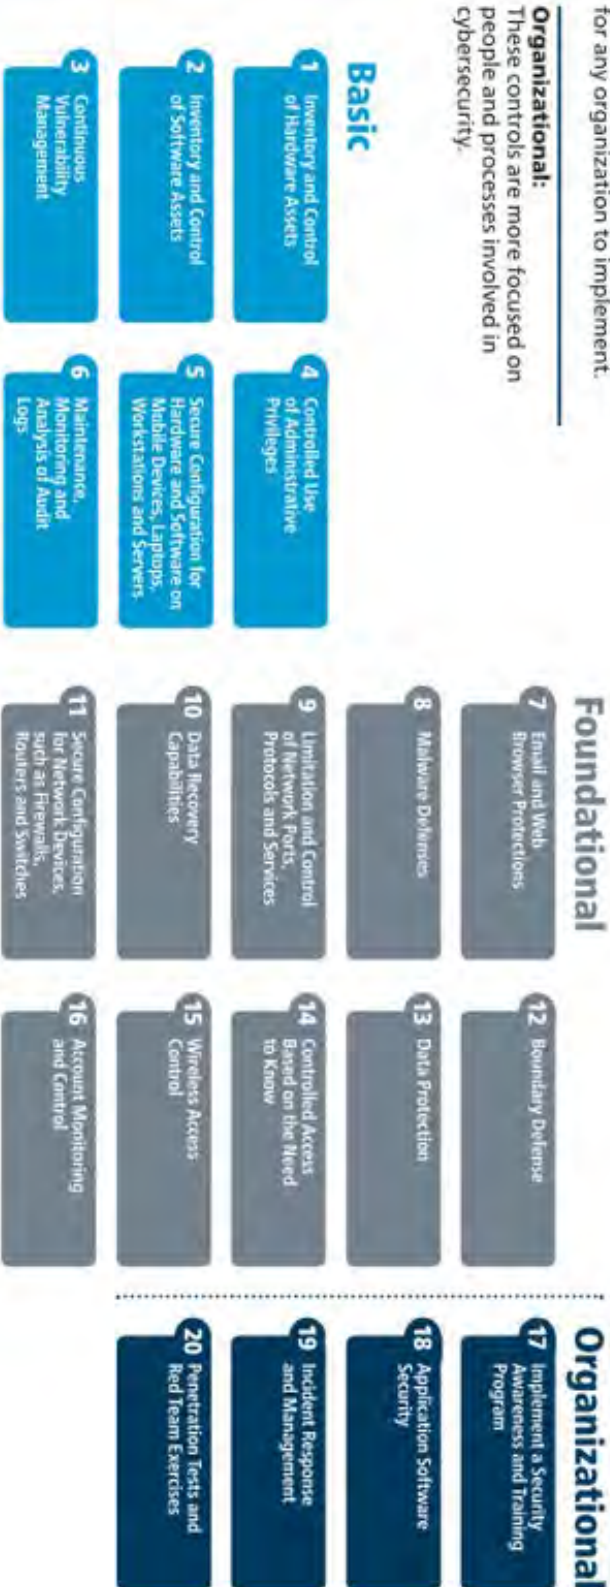 for any organization to implement.
Organizational:
These controls are more focused on
people and processes involved in
cybersecurity.
Basic
1 Inventory and Control
of Hardware Assets
2 Inventory and Control
of Software Assets
3 Continuous
Vulnerability
Management
4 Controlled Use
of Administrative
Privileges
5 Secure Configuration for
Hardware and Software on
Mobile Devices, Laptops,
Workstations and Servers
6 Maintenance,
Monitoring and
Analysis of Audit
Logs
Foundational
7 Email and Web
Browser Protections
8 Malware Defenses
9 Limitation and Control
of Network Ports,
Protocols and Services
10 Data Recovery
Capabilities
11 Secure Configuration
for Network Devices,
such as Firewalls,
Routers and Switches
12 Boundary Defense
13 Data Protection
14 Controlled Access
Based on the Need
to Know
15 Wireless Access
Control
16 Account Monitoring
and Control
Organizational
17 Implement a Security
Awareness and Training
Program
18 Application Software
Security
19 Incident Response
and Management
20 Penetration Tests and
Red Team Exercises